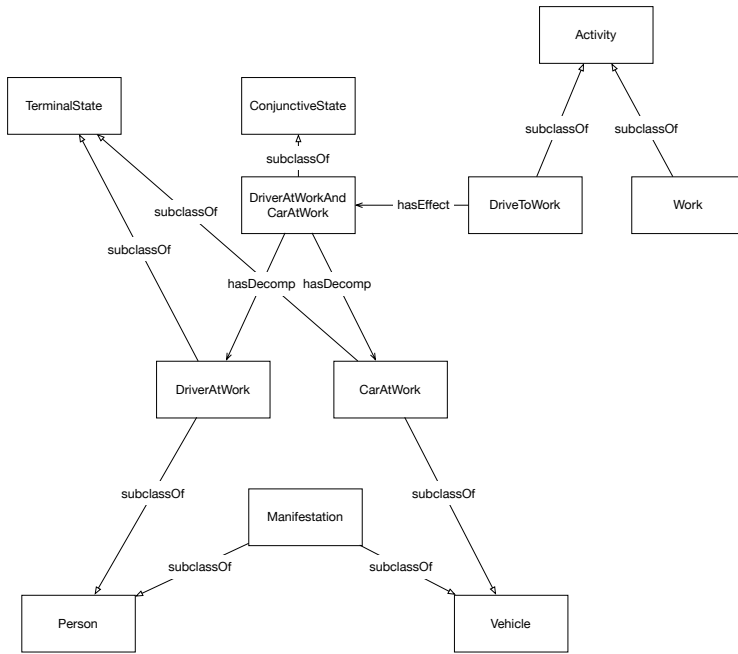 Activity
TerminalState
ConjunctiveState
subclassOf
subclassOf
subclassOf
DriverAtWorkAnd
CarAtWork
hasEffect
DriveToWork
Work
subclassOf
subclassOf
hasDecomp
hasDecomp
DriverAtWork
CarAtWork
subclassOf
subclassOf
Manifestation
subclassOf
subclassOf
Person
Vehicle